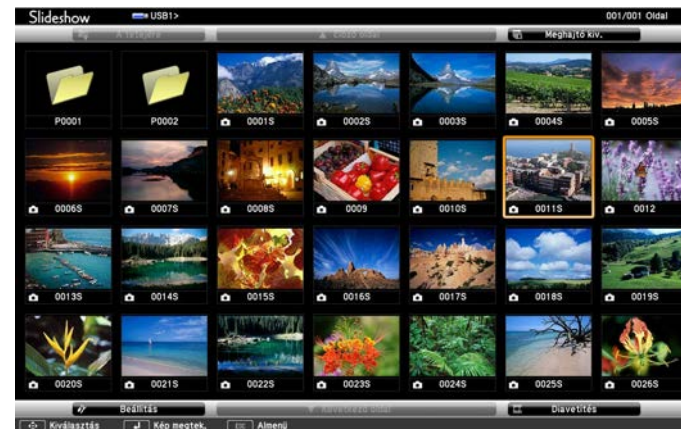 Slideshow USB1> 001/001 Oldal
A tetejére Előző oldal Meghajtó kiv.
P0001 P0002 0001S 0002S 0003S 0004S 0005S
0006S 0007S 0008S 0009 0010S 0011S 0012
0013S 0014S 0015S 0016S 0017S 0018S 0019S
0020S 0021S 0022S 0023S 0024S 0025S 0026S
Beállítás Következő oldal Diavetítés
Kiválasztás Kép megtek. Esc Almenü